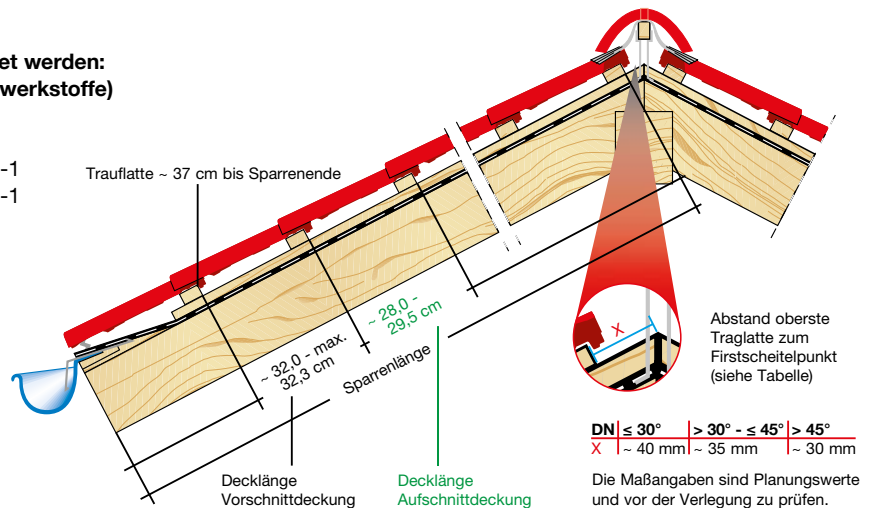 et werden:
werkstoffe)
-1
-1
Trauflatte ~ 37 cm bis Sparrenende
~ 32,0 - max.
32,3 cm
~ 28,0 -
29,5 cm
Sparrenlänge
Decklänge
Vorschnittdeckung
Decklänge
Aufschnittdeckung
X
Abstand oberste
Traglatte zum
Firstscheitelpunkt
(siehe Tabelle)
DN ≤ 30° > 30° - ≤ 45° > 45°
X ~ 40 mm ~ 35 mm ~ 30 mm
Die Maßangaben sind Planungswerte
und vor der Verlegung zu prüfen.